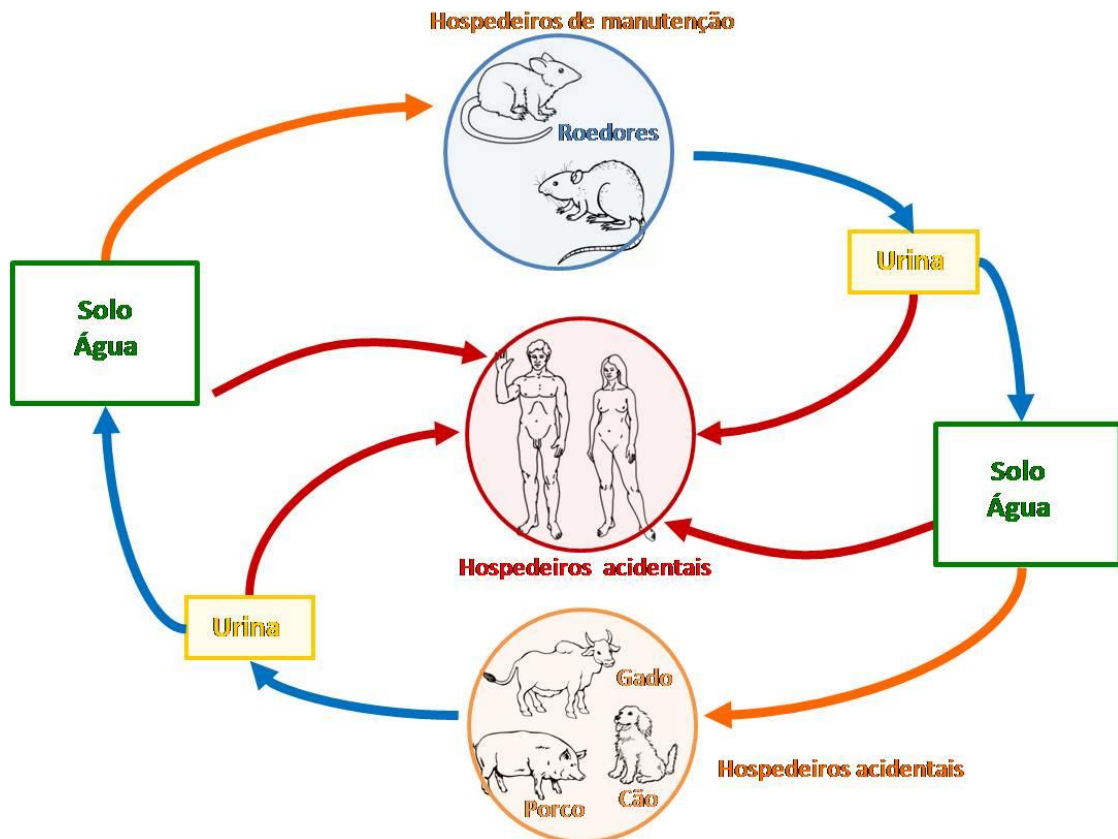 Hospedeiros de manutenção
Roedores
Urina
Solo
Água
Solo
Água
Hospedeiros acidentais
Urina
Gado
Porco
Cão
Hospedeiros acidentais